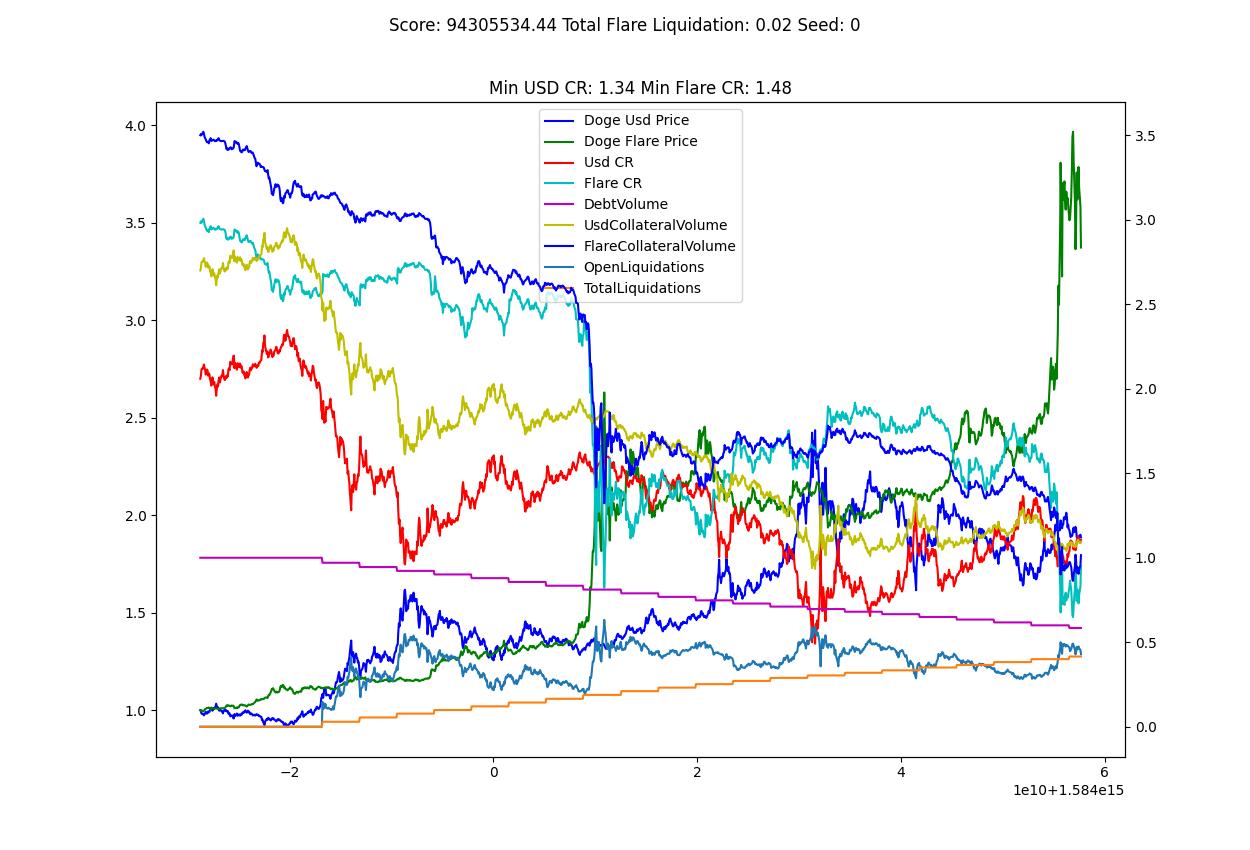 Score: 94305534.44 Total Flare Liquidation: 0.02 Seed: 0
Min USD CR: 1.34 Min Flare CR: 1.48
Doge Usd Price
Doge Flare Price
Usd CR
Flare CR
DebtVolume
UsdCollateralVolume
FlareCollateralVolume
OpenLiquidations
TotalLiquidations
4.0
3.5
3.0
2.5
2.0
1.5
1.0
3.5
3.0
2.5
2.0
1.5
1.0
0.5
0.0
−2
0
2
4
6
1e10+1.584e15